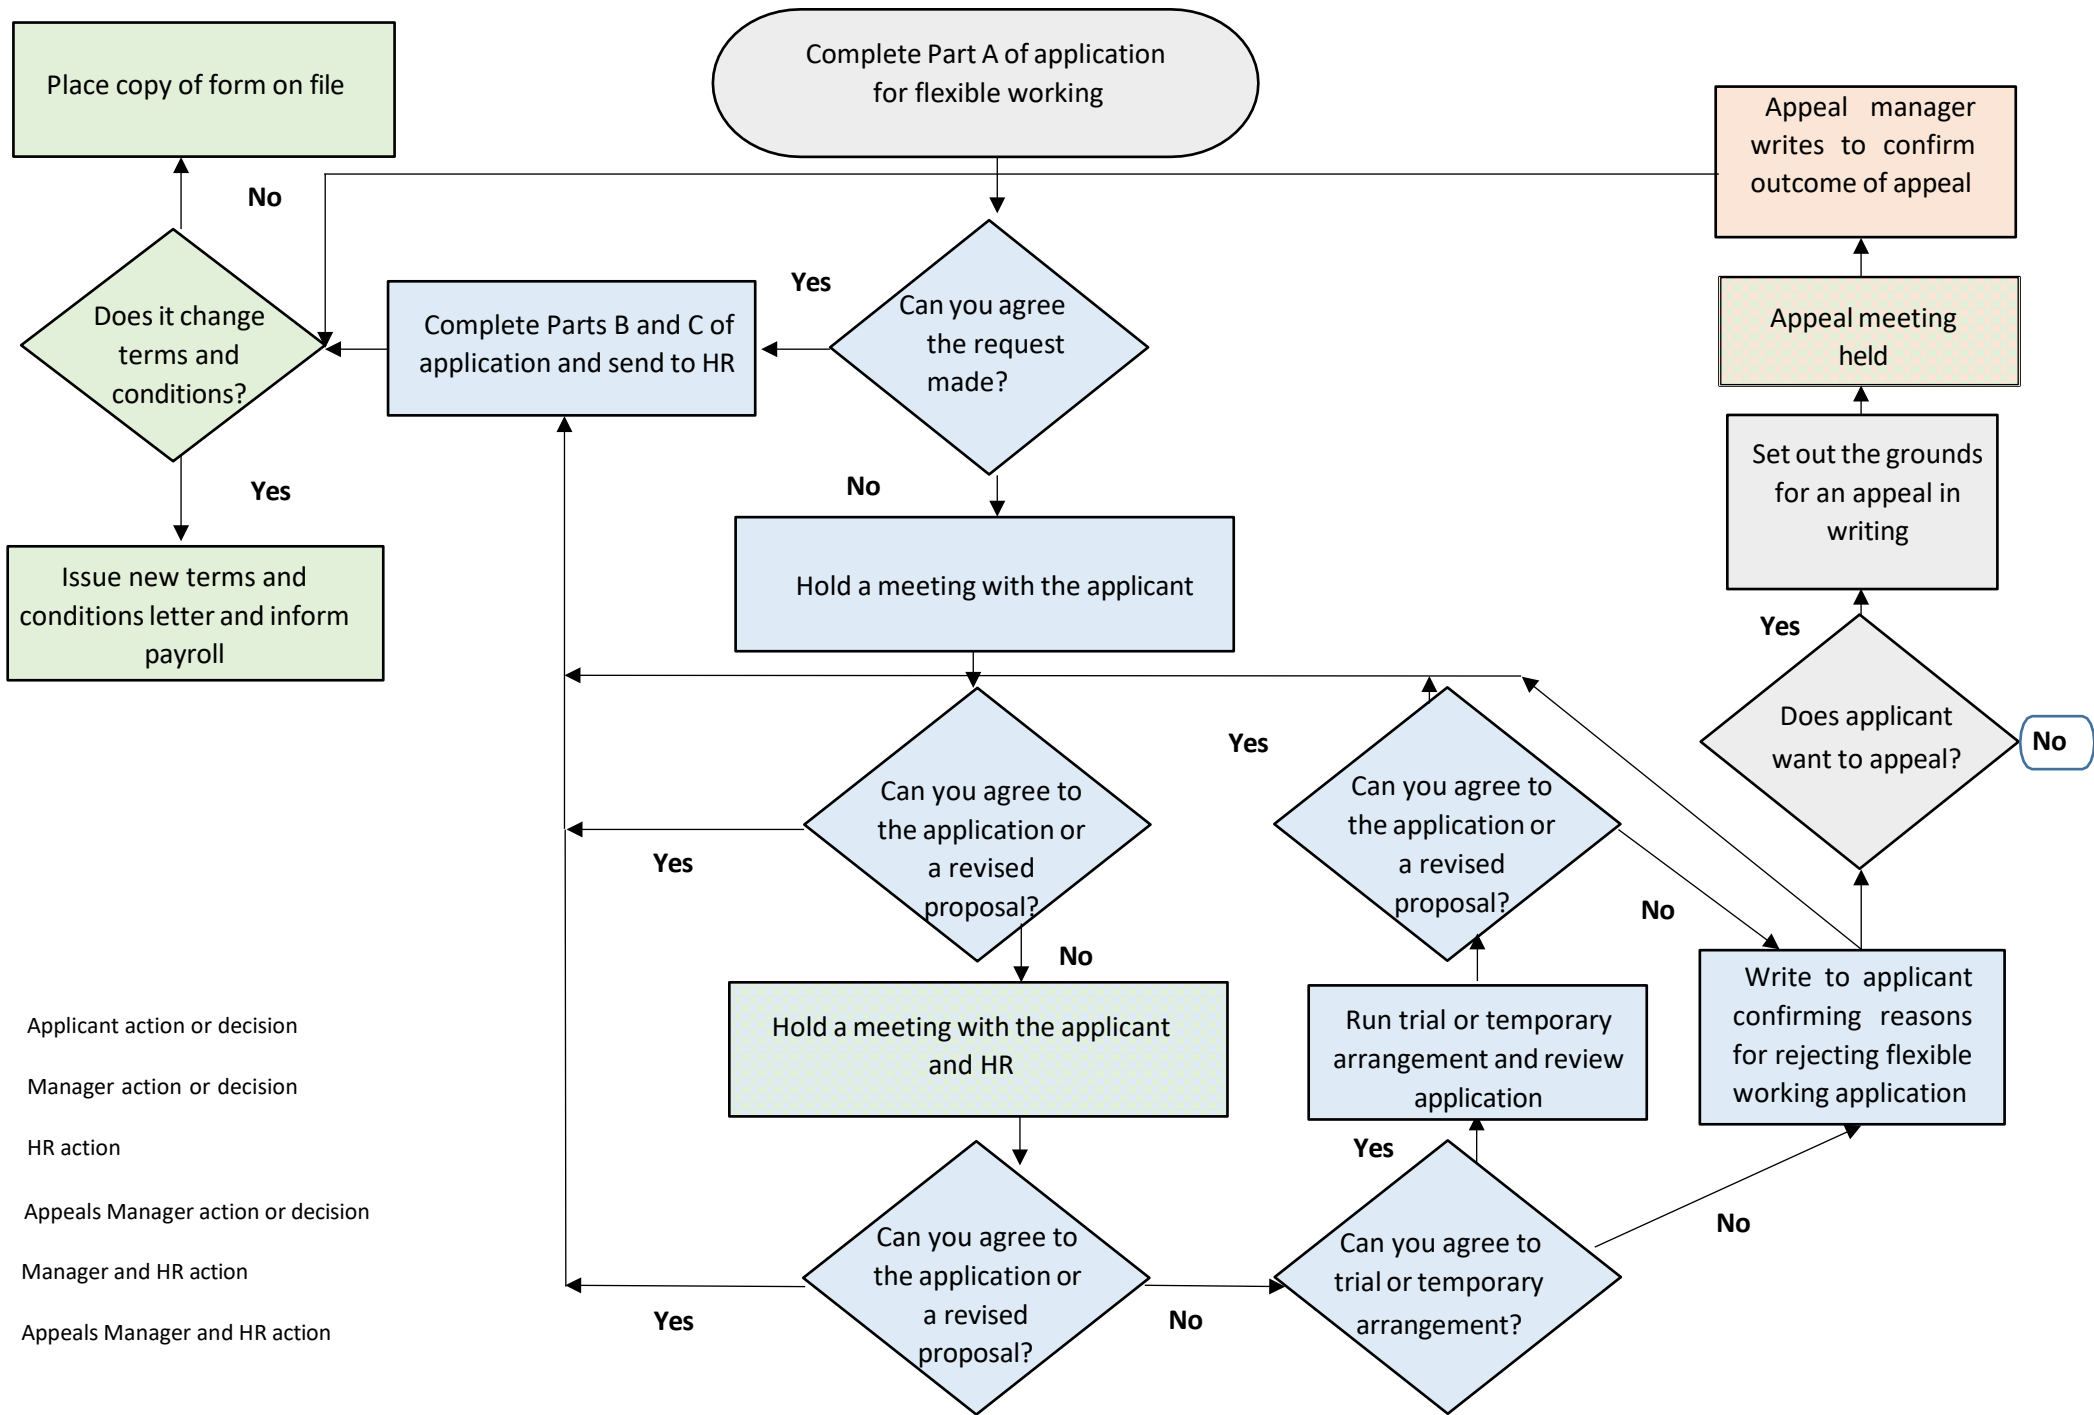 Place copy of form on file
Complete Part A of application
for flexible working
Appeal manager
writes to confirm
outcome of appeal
No
Does it change
terms and
conditions?
Yes
Complete Parts B and C of
application and send to HR
Yes
Can you agree
the request
made?
Appeal meeting
held
No
Set out the grounds
for an appeal in
writing
Issue new terms and
conditions letter and inform
payroll
Hold a meeting with the applicant
Yes
Does applicant
want to appeal?
No
Can you agree to
the application or
a revised
proposal?
Yes
No
Yes
Can you agree to
the application or
a revised
proposal?
No
Hold a meeting with the applicant
and HR
Run trial or temporary
arrangement and review
application
Write to applicant
confirming reasons
for rejecting flexible
working application
Yes
No
Can you agree to
the application or
a revised
proposal?
Yes
No
Can you agree to
trial or temporary
arrangement?
Applicant action or decision
Manager action or decision
HR action
Appeals Manager action or decision
Manager and HR action
Appeals Manager and HR action